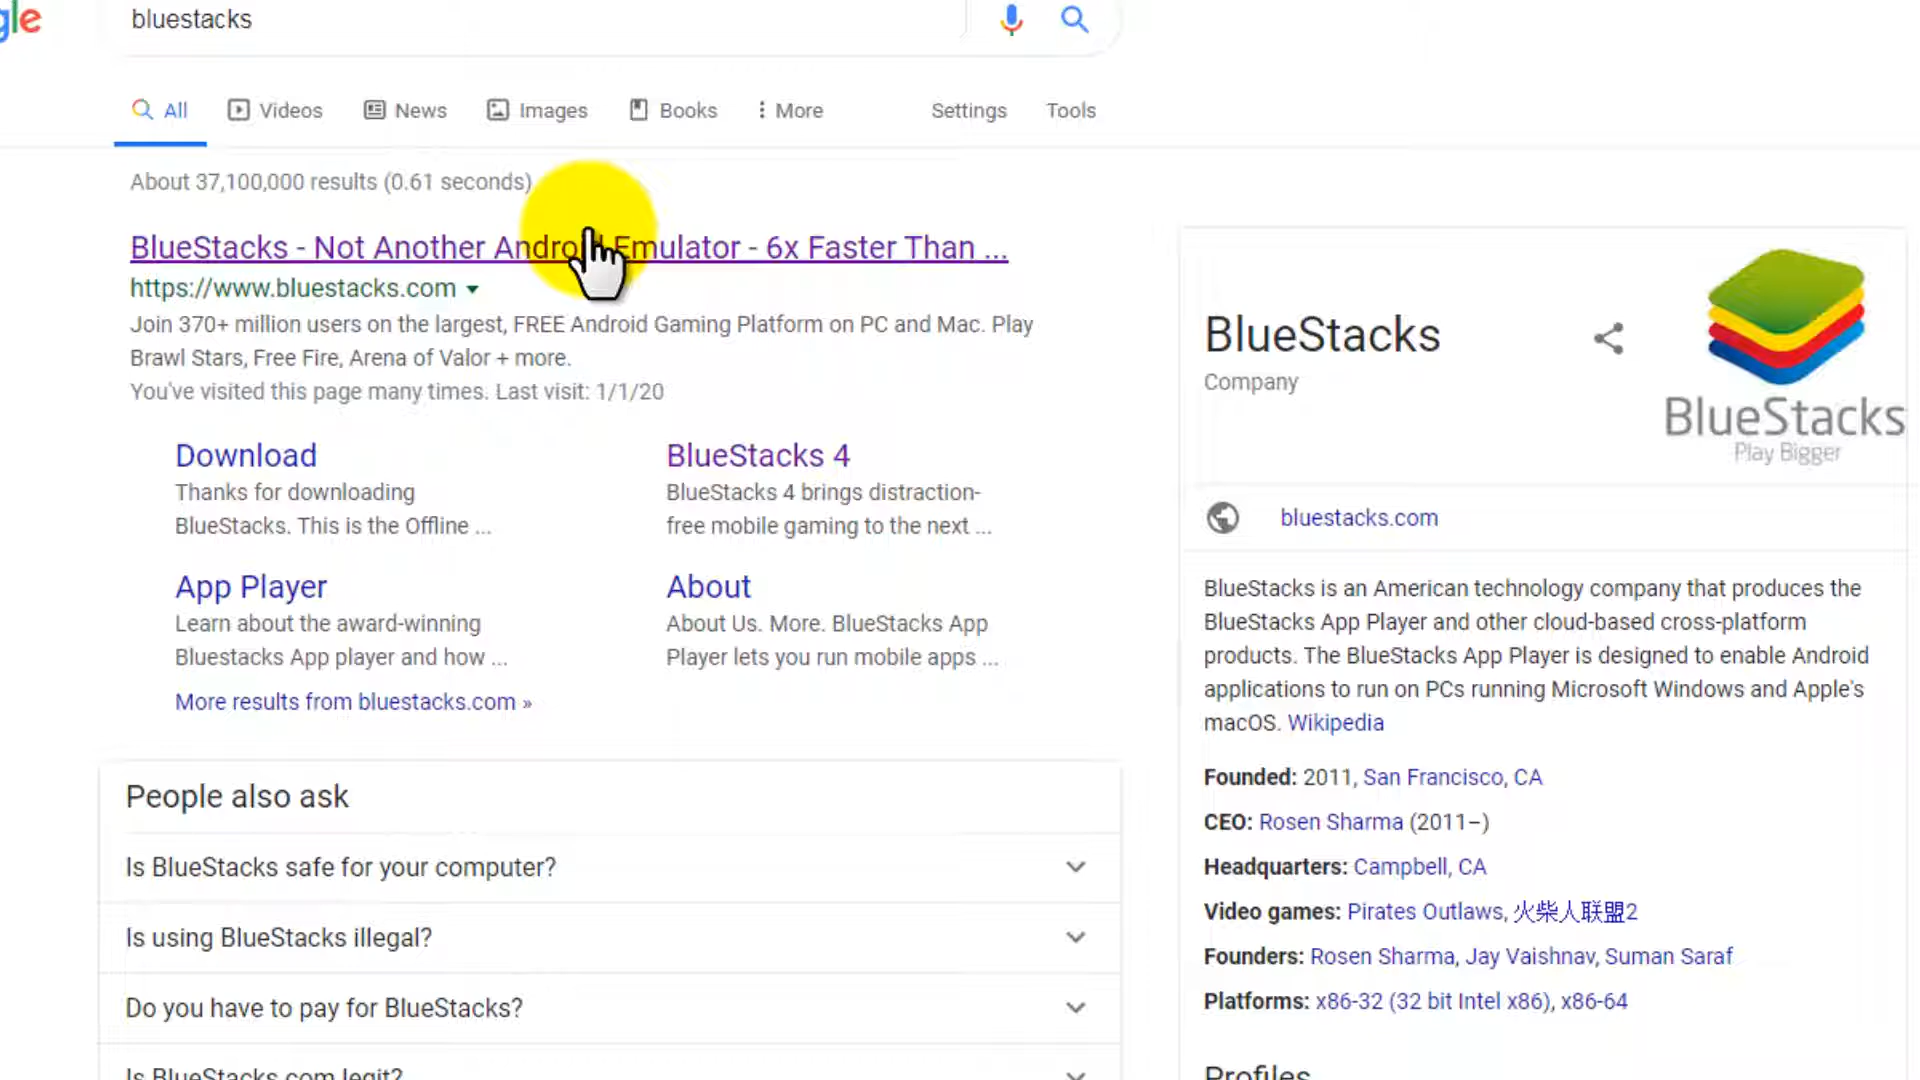 gle
bluestacks
All Videos News Images Books More Settings Tools
About 37,100,000 results (0.61 seconds)
BlueStacks - Not Another Android Emulator - 6x Faster Than ...
https://www.bluestacks.com
Join 370+ million users on the largest, FREE Android Gaming Platform on PC and Mac. Play
Brawl Stars, Free Fire, Arena of Valor + more.
You've visited this page many times. Last visit: 1/1/20
Download
Thanks for downloading
BlueStacks. This is the Offline ...
BlueStacks 4
BlueStacks 4 brings distraction-
free mobile gaming to the next ...
App Player
Learn about the award-winning
Bluestacks App player and how ...
About
About Us. More. BlueStacks App
Player lets you run mobile apps ...
More results from bluestacks.com »
People also ask
Is BlueStacks safe for your computer?
Is using BlueStacks illegal?
Do you have to pay for BlueStacks?
Is BlueStacks.com legit?
BlueStacks
Company
BlueStacks
Play Bigger
bluestacks.com
BlueStacks is an American technology company that produces the
BlueStacks App Player and other cloud-based cross-platform
products. The BlueStacks App Player is designed to enable Android
applications to run on PCs running Microsoft Windows and Apple's
macOS. Wikipedia
Founded: 2011, San Francisco, CA
CEO: Rosen Sharma (2011–)
Headquarters: Campbell, CA
Video games: Pirates Outlaws, 火柴人联盟2
Founders: Rosen Sharma, Jay Vaishnav, Suman Saraf
Platforms: x86-32 (32 bit Intel x86), x86-64
Profiles